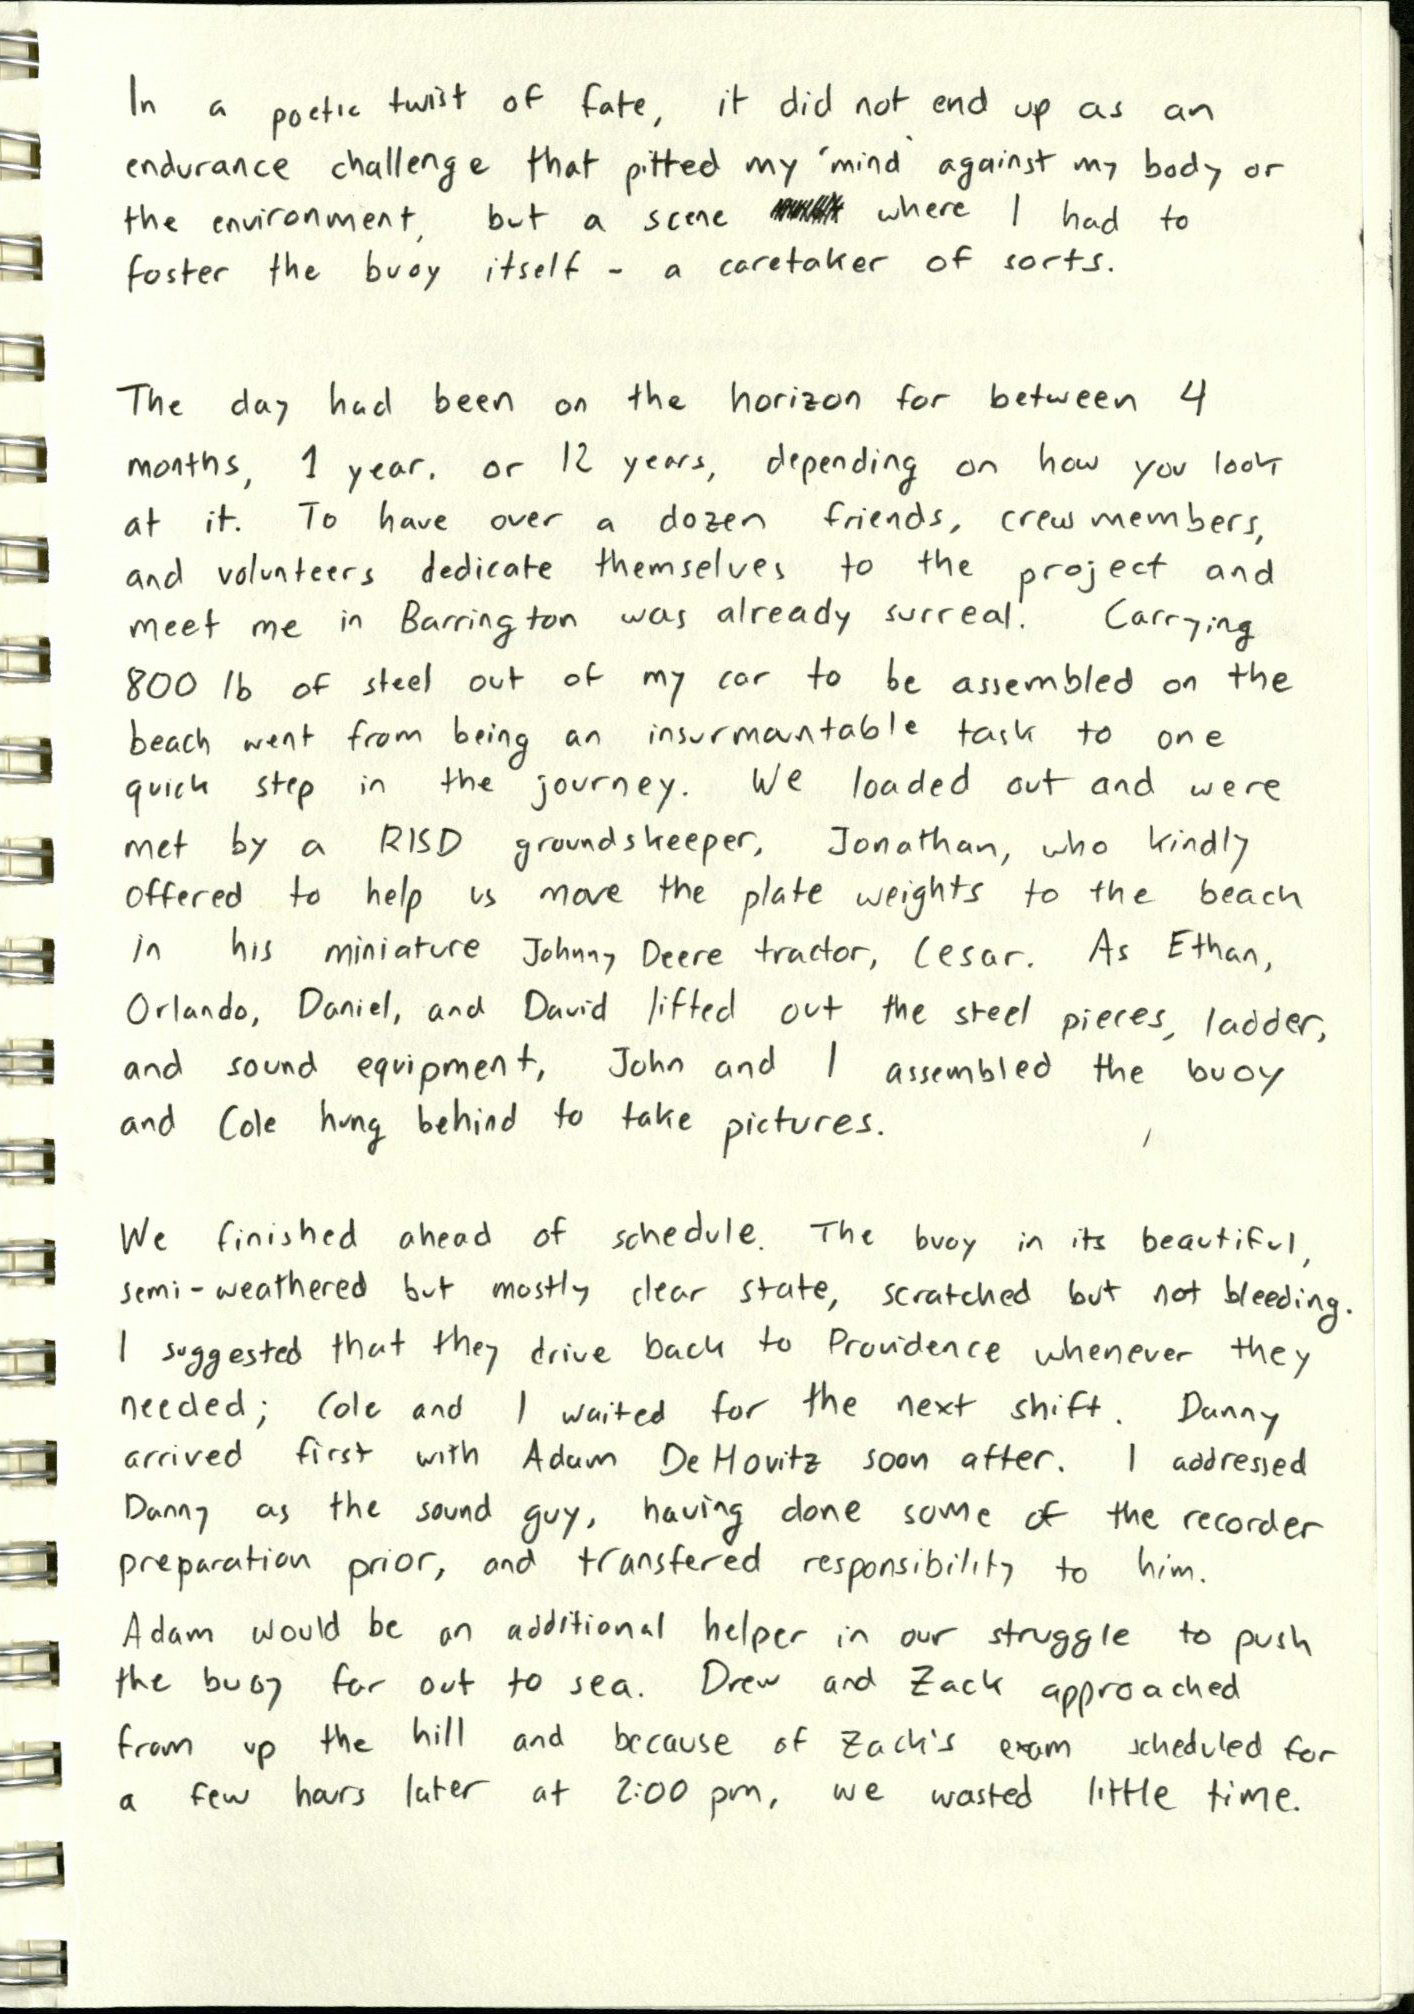 In a poetic twist of fate, it did not end up as an
endurance challenge that pitted my 'mind' against my body or
the environment, but a scene where I had to
foster the buoy itself - a caretaker of sorts.
The day had been on the horizon for between 4
months, 1 year, or 12 years, depending on how you look
at it. To have over a dozen friends, crew members,
and volunteers dedicate themselves to the project and
meet me in Barrington was already surreal. Carrying
800 lb of steel out of my car to be assembled on the
beach went from being an insurmountable task to one
quick step in the journey. We loaded out and were
met by a RISD groundskeeper, Jonathan, who kindly
offered to help us move the plate weights to the beach
in his miniature Johnny Deere tractor, Cesar. As Ethan,
Orlando, Daniel, and David lifted out the steel pieces, ladder,
and sound equipment, John and I assembled the buoy
and Cole hung behind to take pictures.
We finished ahead of schedule. The buoy in its beautiful,
semi-weathered but mostly clear state, scratched but not bleeding.
I suggested that they drive back to Providence whenever they
needed; Cole and I waited for the next shift. Danny
arrived first with Adam DeHovitz soon after. I addressed
Danny as the sound guy, having done some of the recorder
preparation prior, and transfered responsibility to him.
Adam would be an additional helper in our struggle to push
the buoy far out to sea. Drew and Zack approached
from up the hill and because of Zack's exam scheduled for
a few hours later at 2:00 pm, we wasted little time.